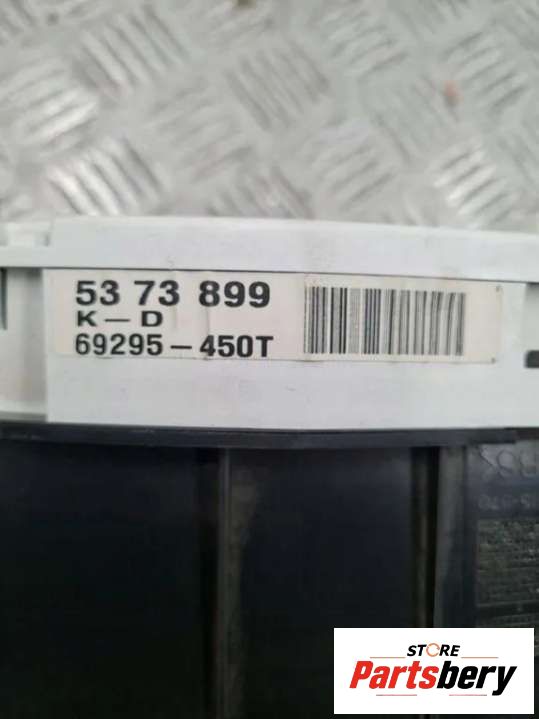 53 73 899
K – D
69295 – 450T
STORE
Partsbery